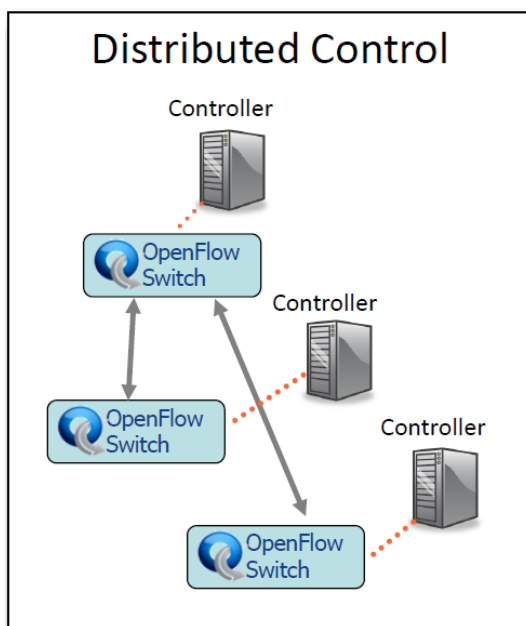 Distributed Control
Controller
OpenFlow
Switch
Controller
OpenFlow
Switch
Controller
OpenFlow
Switch